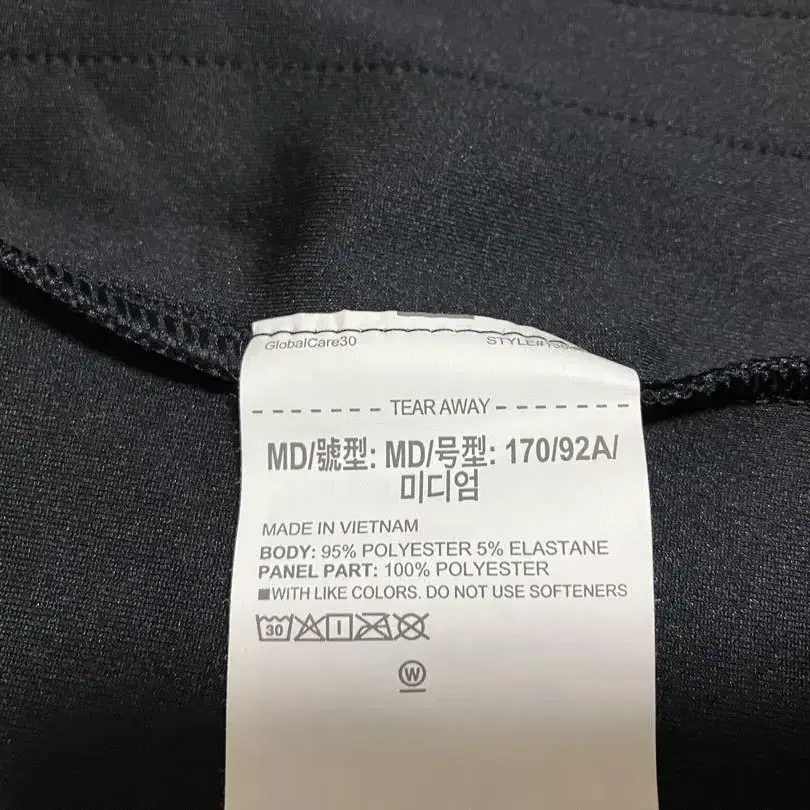 GlobalCare30
TEAR AWAY
MD/號型: MD/号型: 170/92A/
미디엄
MADE IN VIETNAM
BODY: 95% POLYESTER 5% ELASTANE
PANEL PART: 100% POLYESTER
■WITH LIKE COLORS. DO NOT USE SOFTENERS
30
W